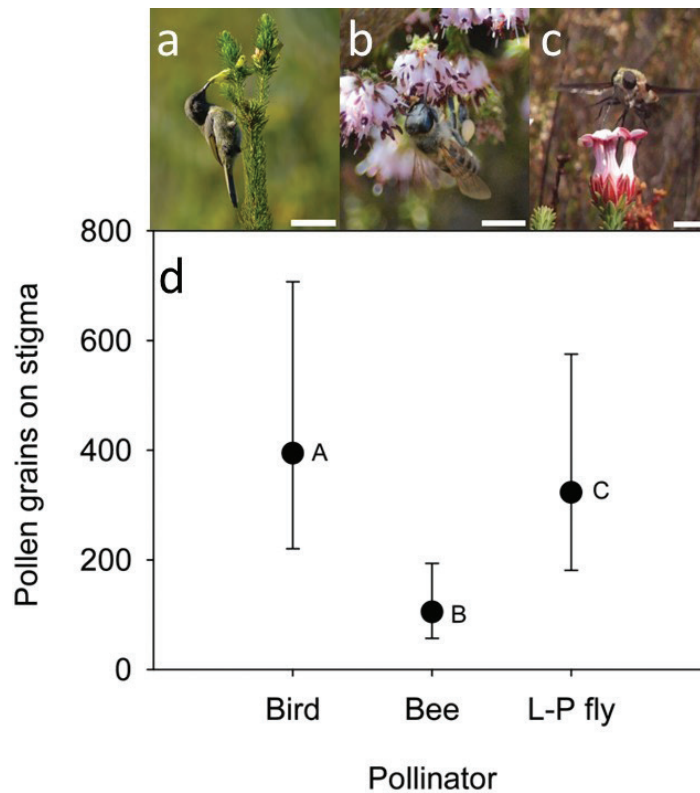 a b c
d
800
600
400
200
0
Pollen grains on stigma
A
B
C
Bird Bee L-P fly
Pollinator